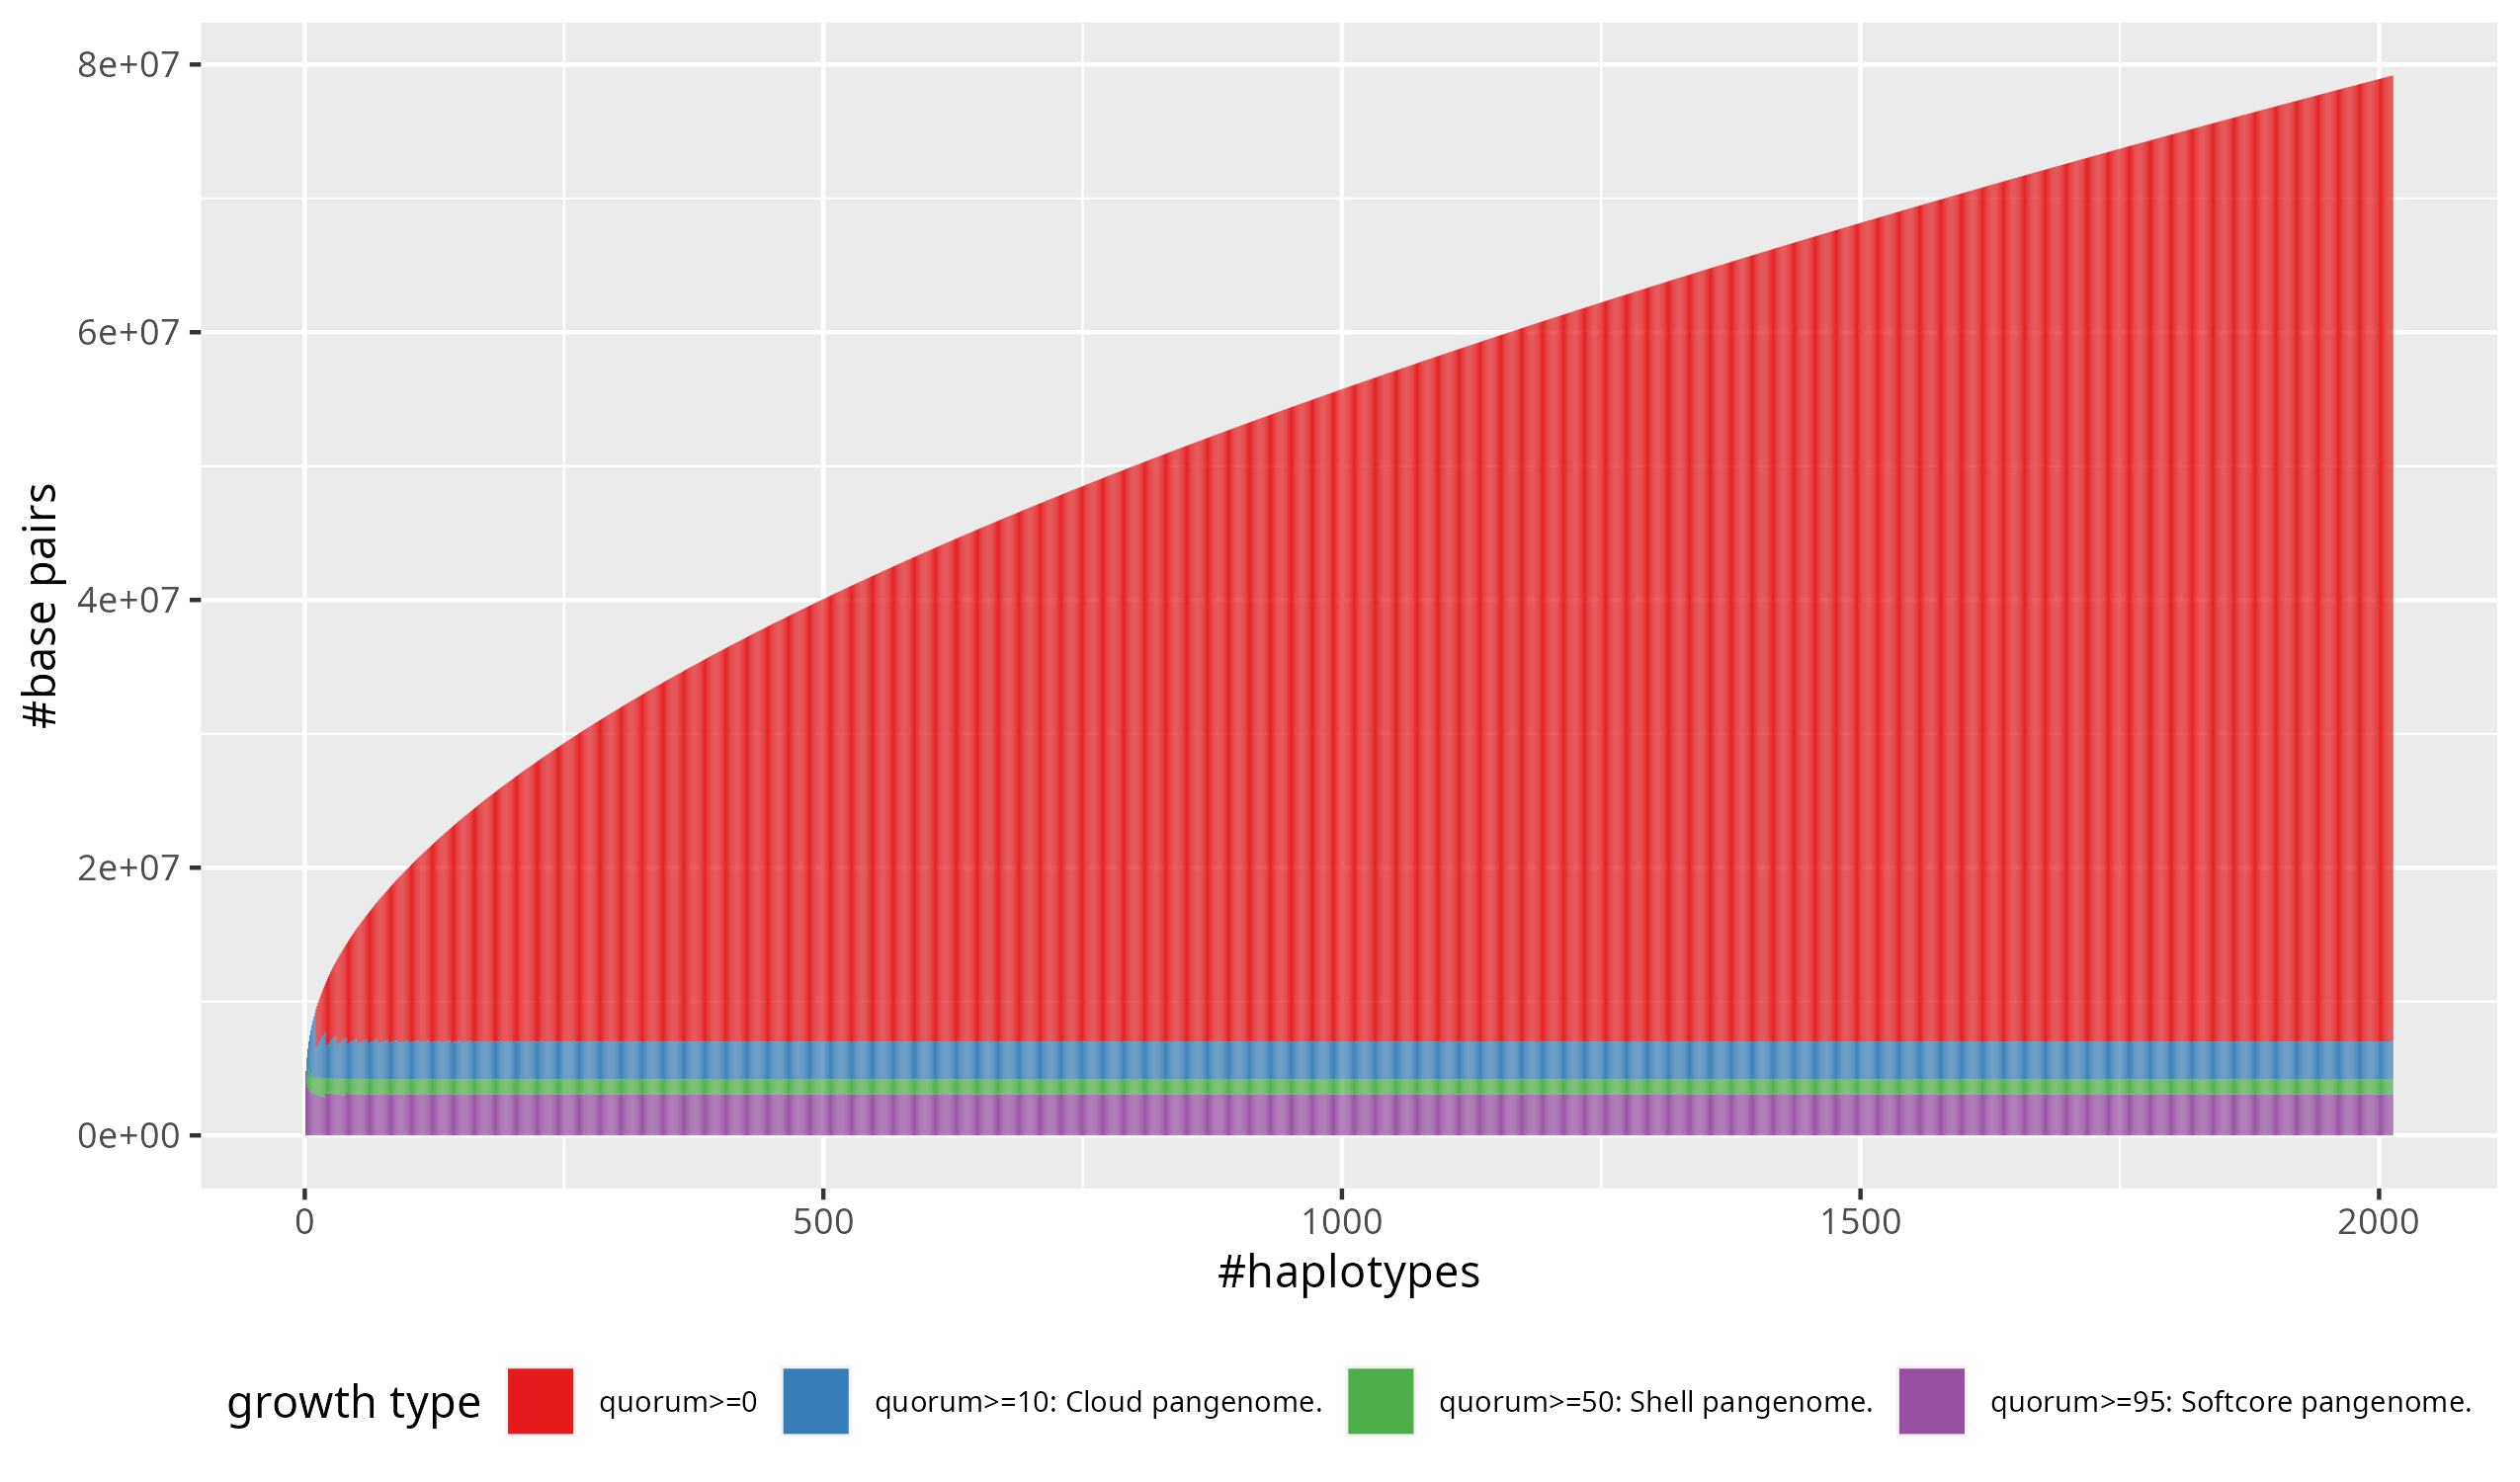 8e+07
6e+07
4e+07
2e+07
0e+00
#base pairs
0 500 1000 1500 2000
#haplotypes
growth type quorum>=0 quorum>=10: Cloud pangenome. quorum>=50: Shell pangenome. quorum>=95: Softcore pangenome.